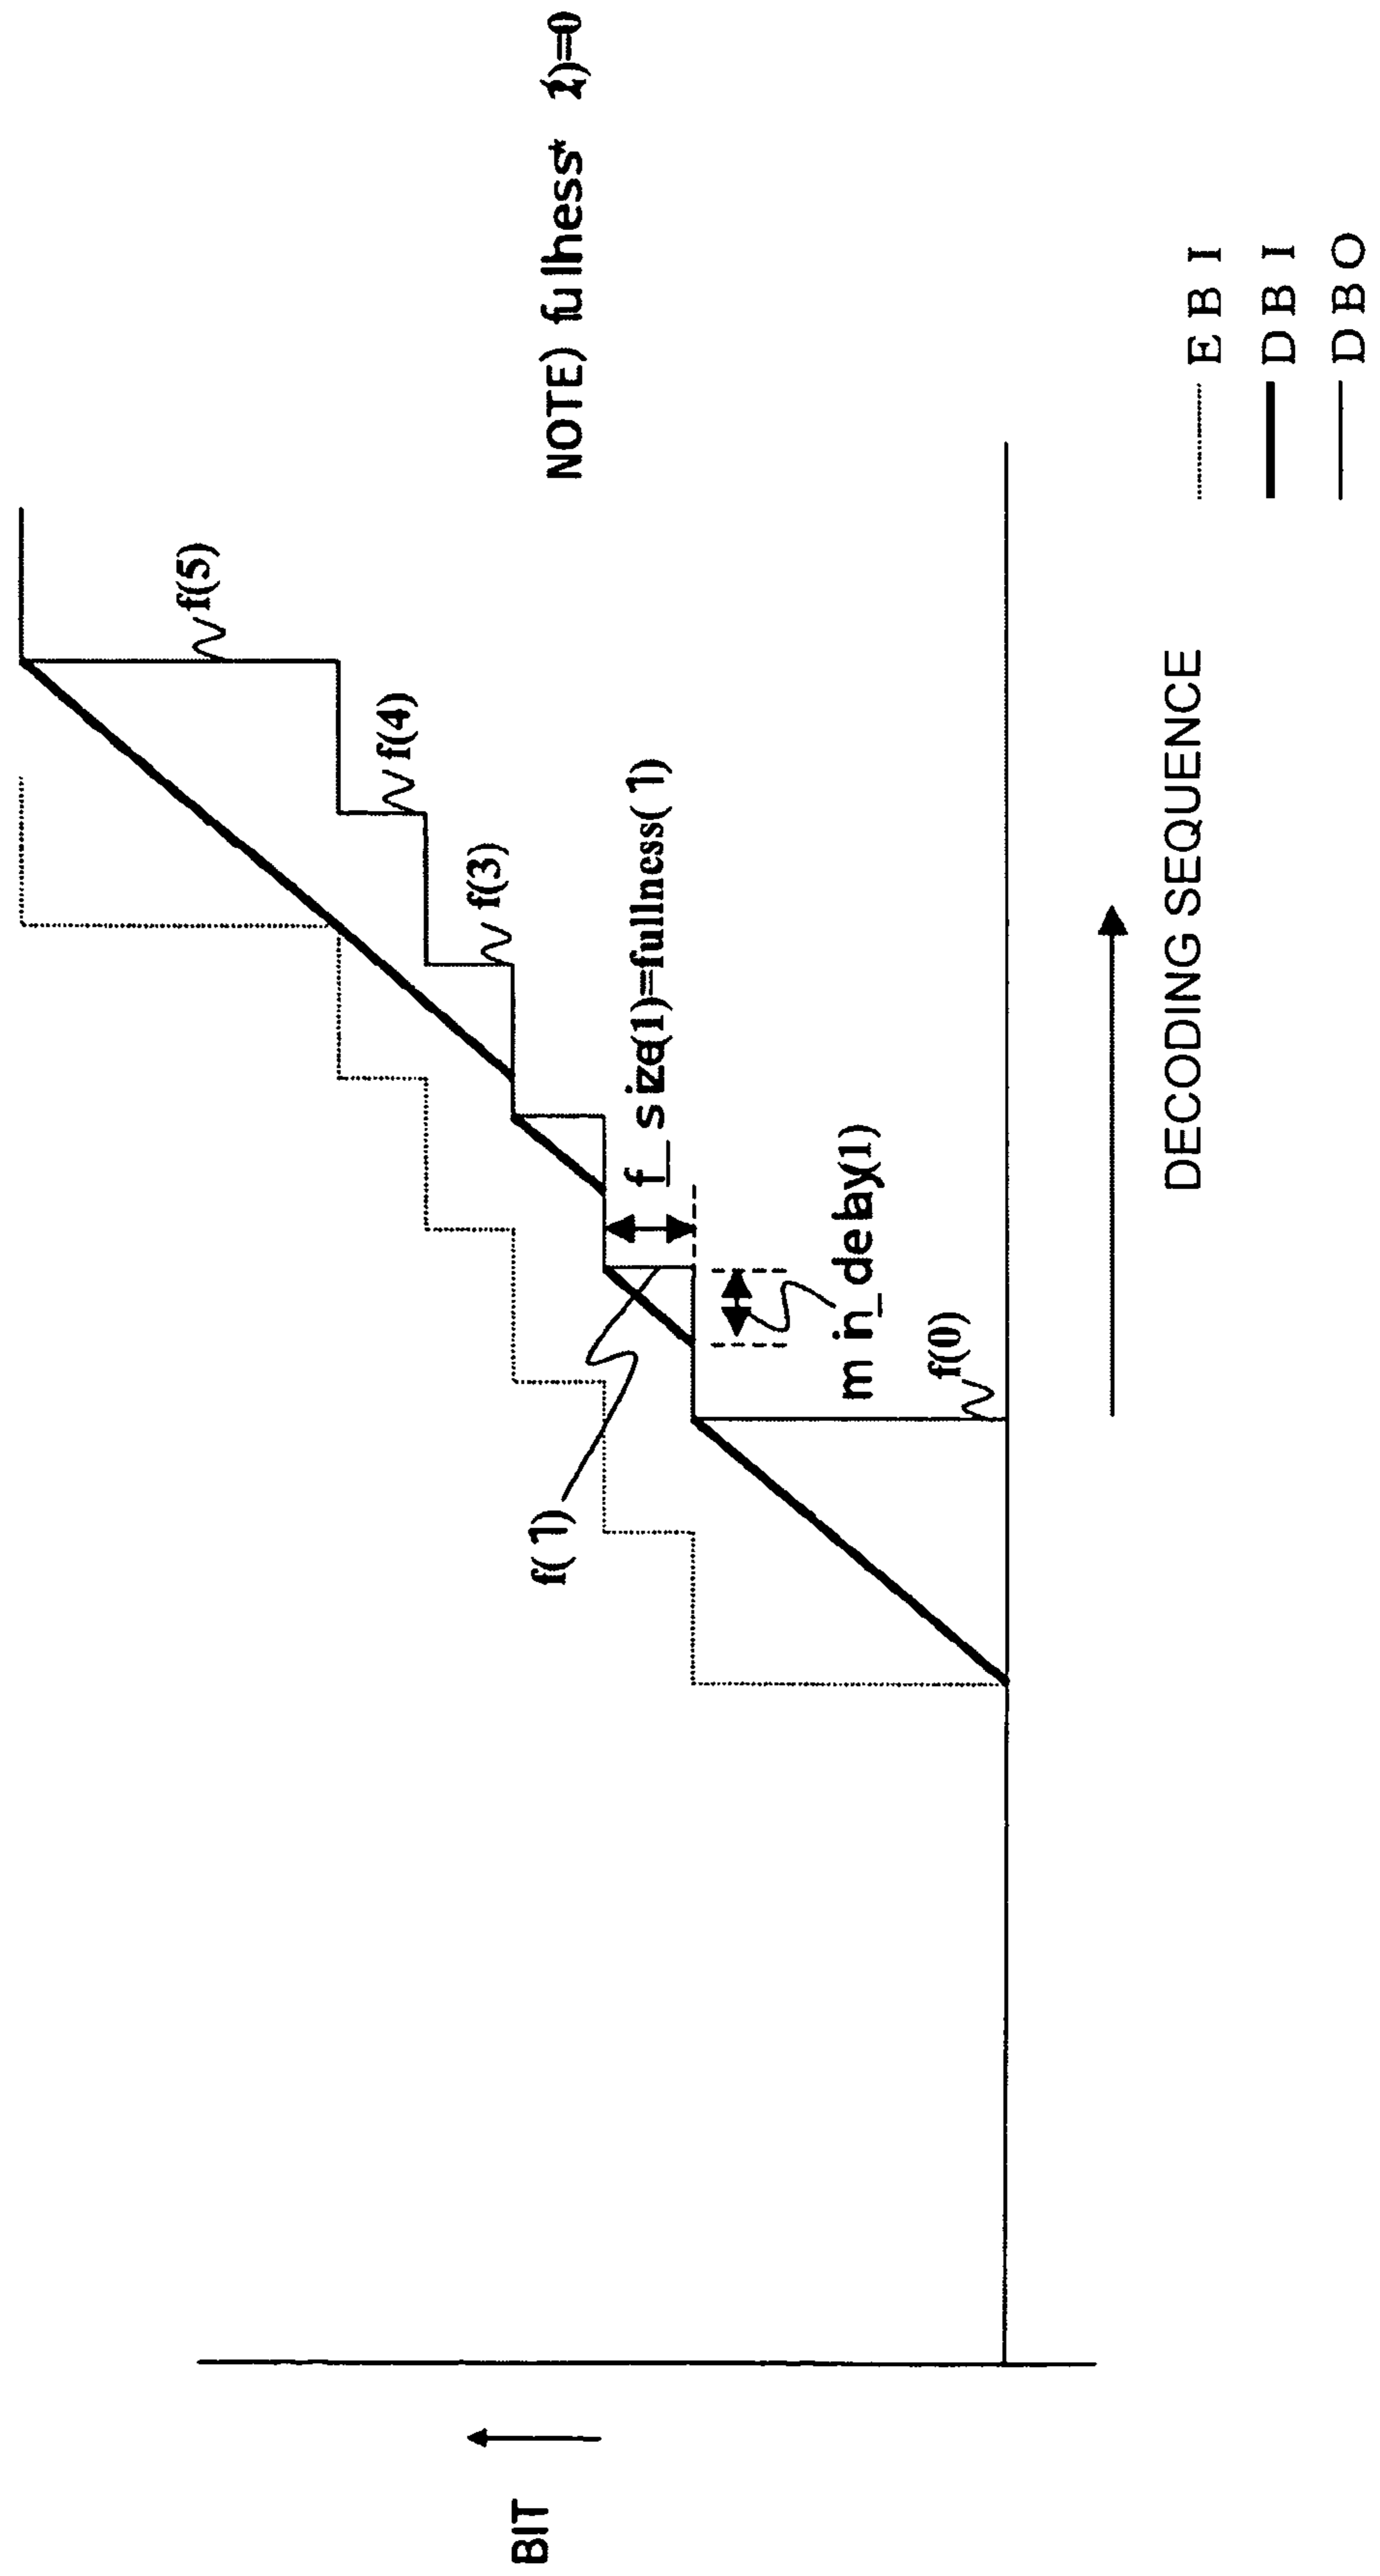 BIT
f(5)
f(4)
f(3)
f_size(1)=fullness(1)
f(1)
min_delay(1)
f(0)
NOTE) fullness*
DECODING SEQUENCE
EBI
DBI
DBO